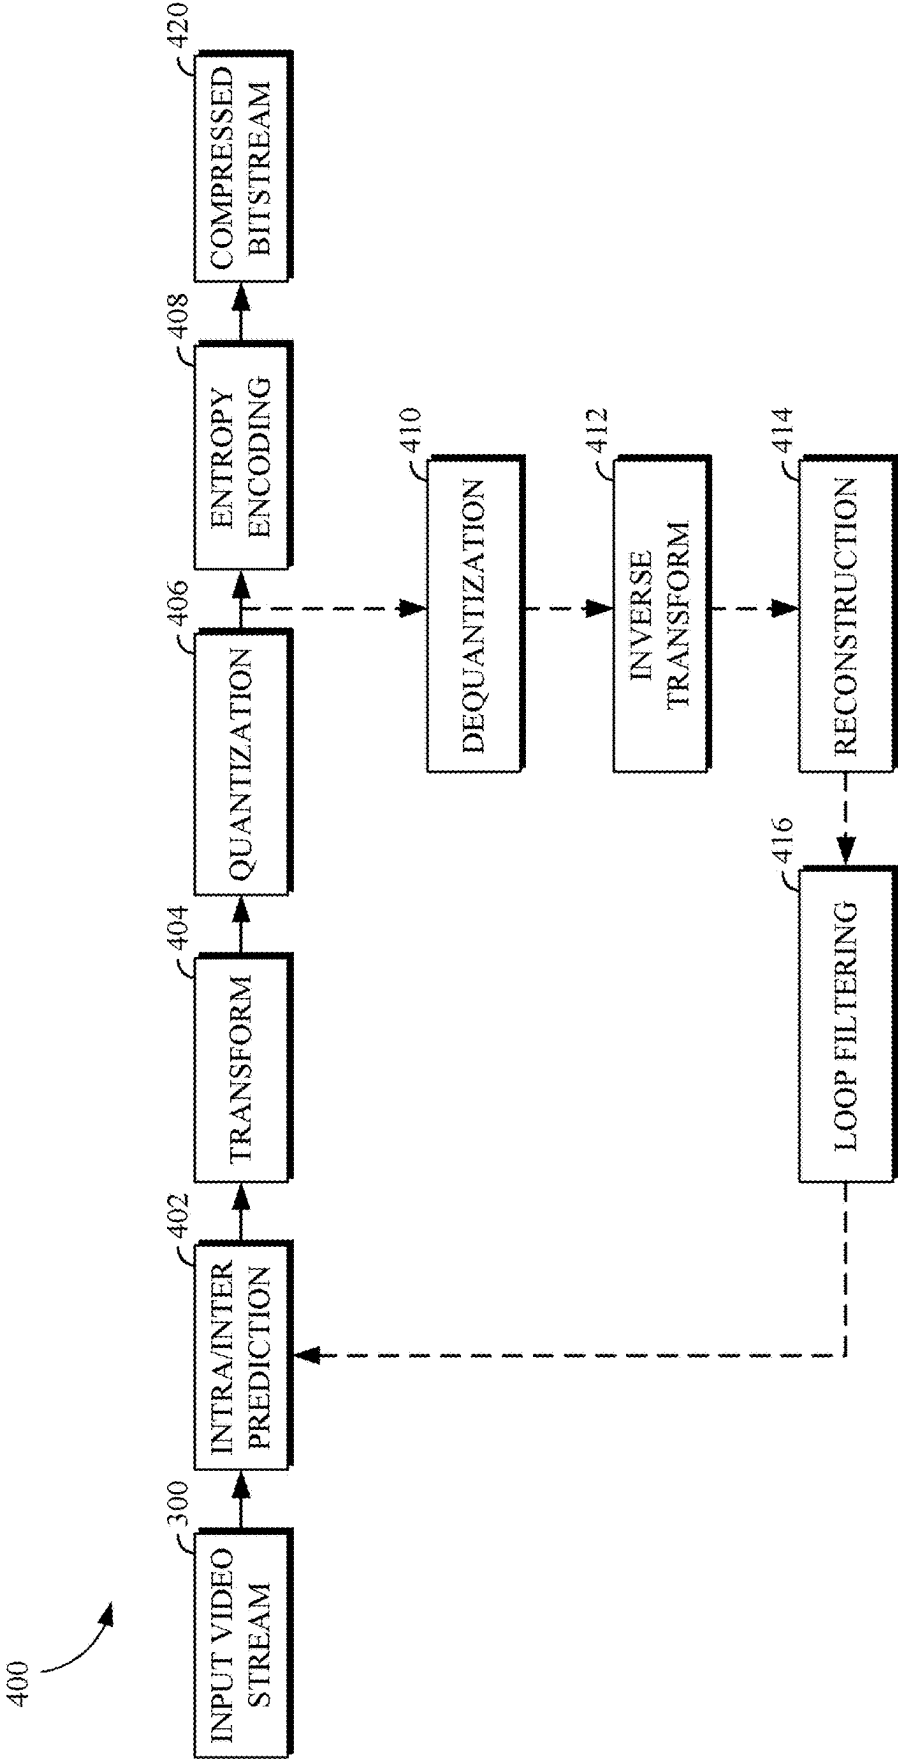 400
300
INPUT VIDEO
STREAM
402
INTRA/INTER
PREDICTION
404
TRANSFORM
406
QUANTIZATION
408
ENTROPY
ENCODING
420
COMPRESSED
BITSTREAM
410
DEQUANTIZATION
412
INVERSE
TRANSFORM
414
RECONSTRUCTION
416
LOOP FILTERING